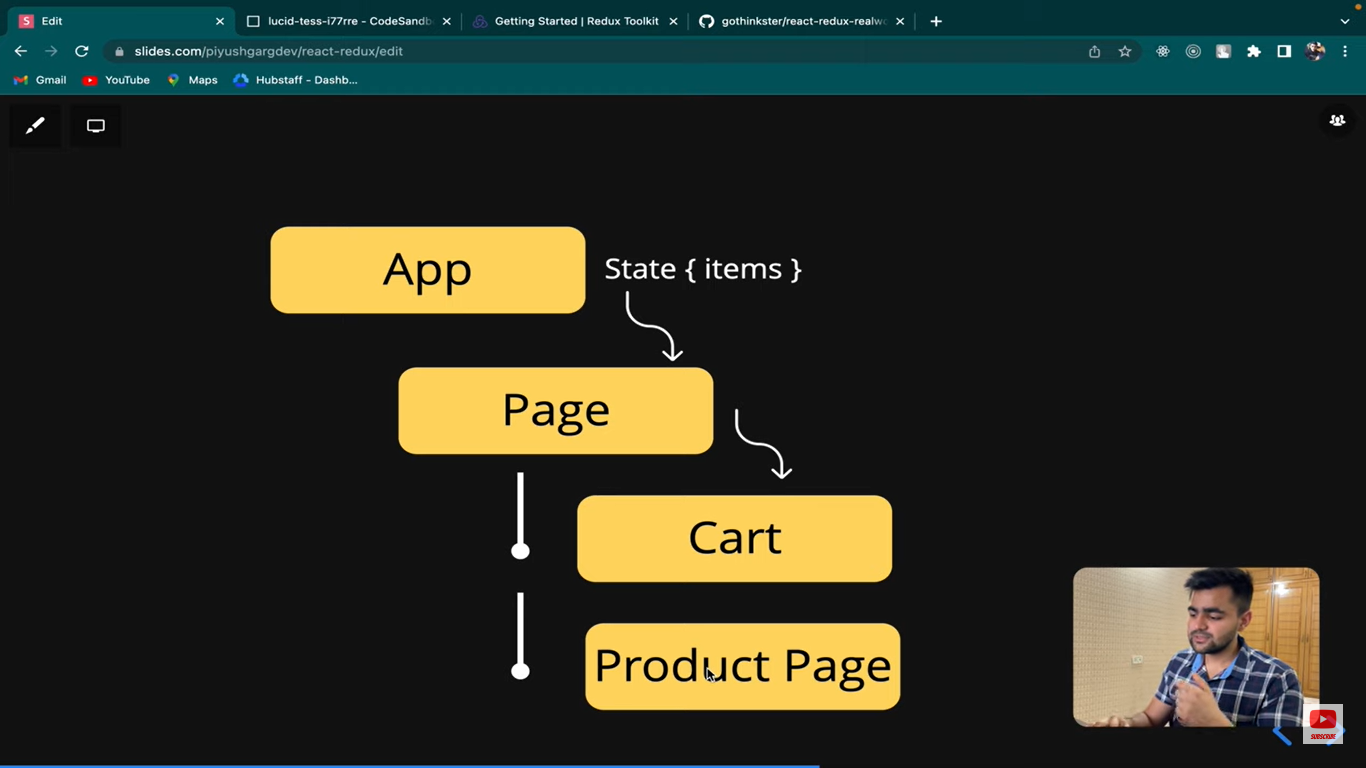 S Edit
lucid-tess-i77rre - CodeSandb
Getting Started | Redux Toolkit
gothinkster/react-redux-realw
slides.com/piyushgargdev/react-redux/edit
Gmail
YouTube
Maps
Hubstaff - Dashb...
App
State { items }
Page
Cart
Product Page
SUBSCRIBE